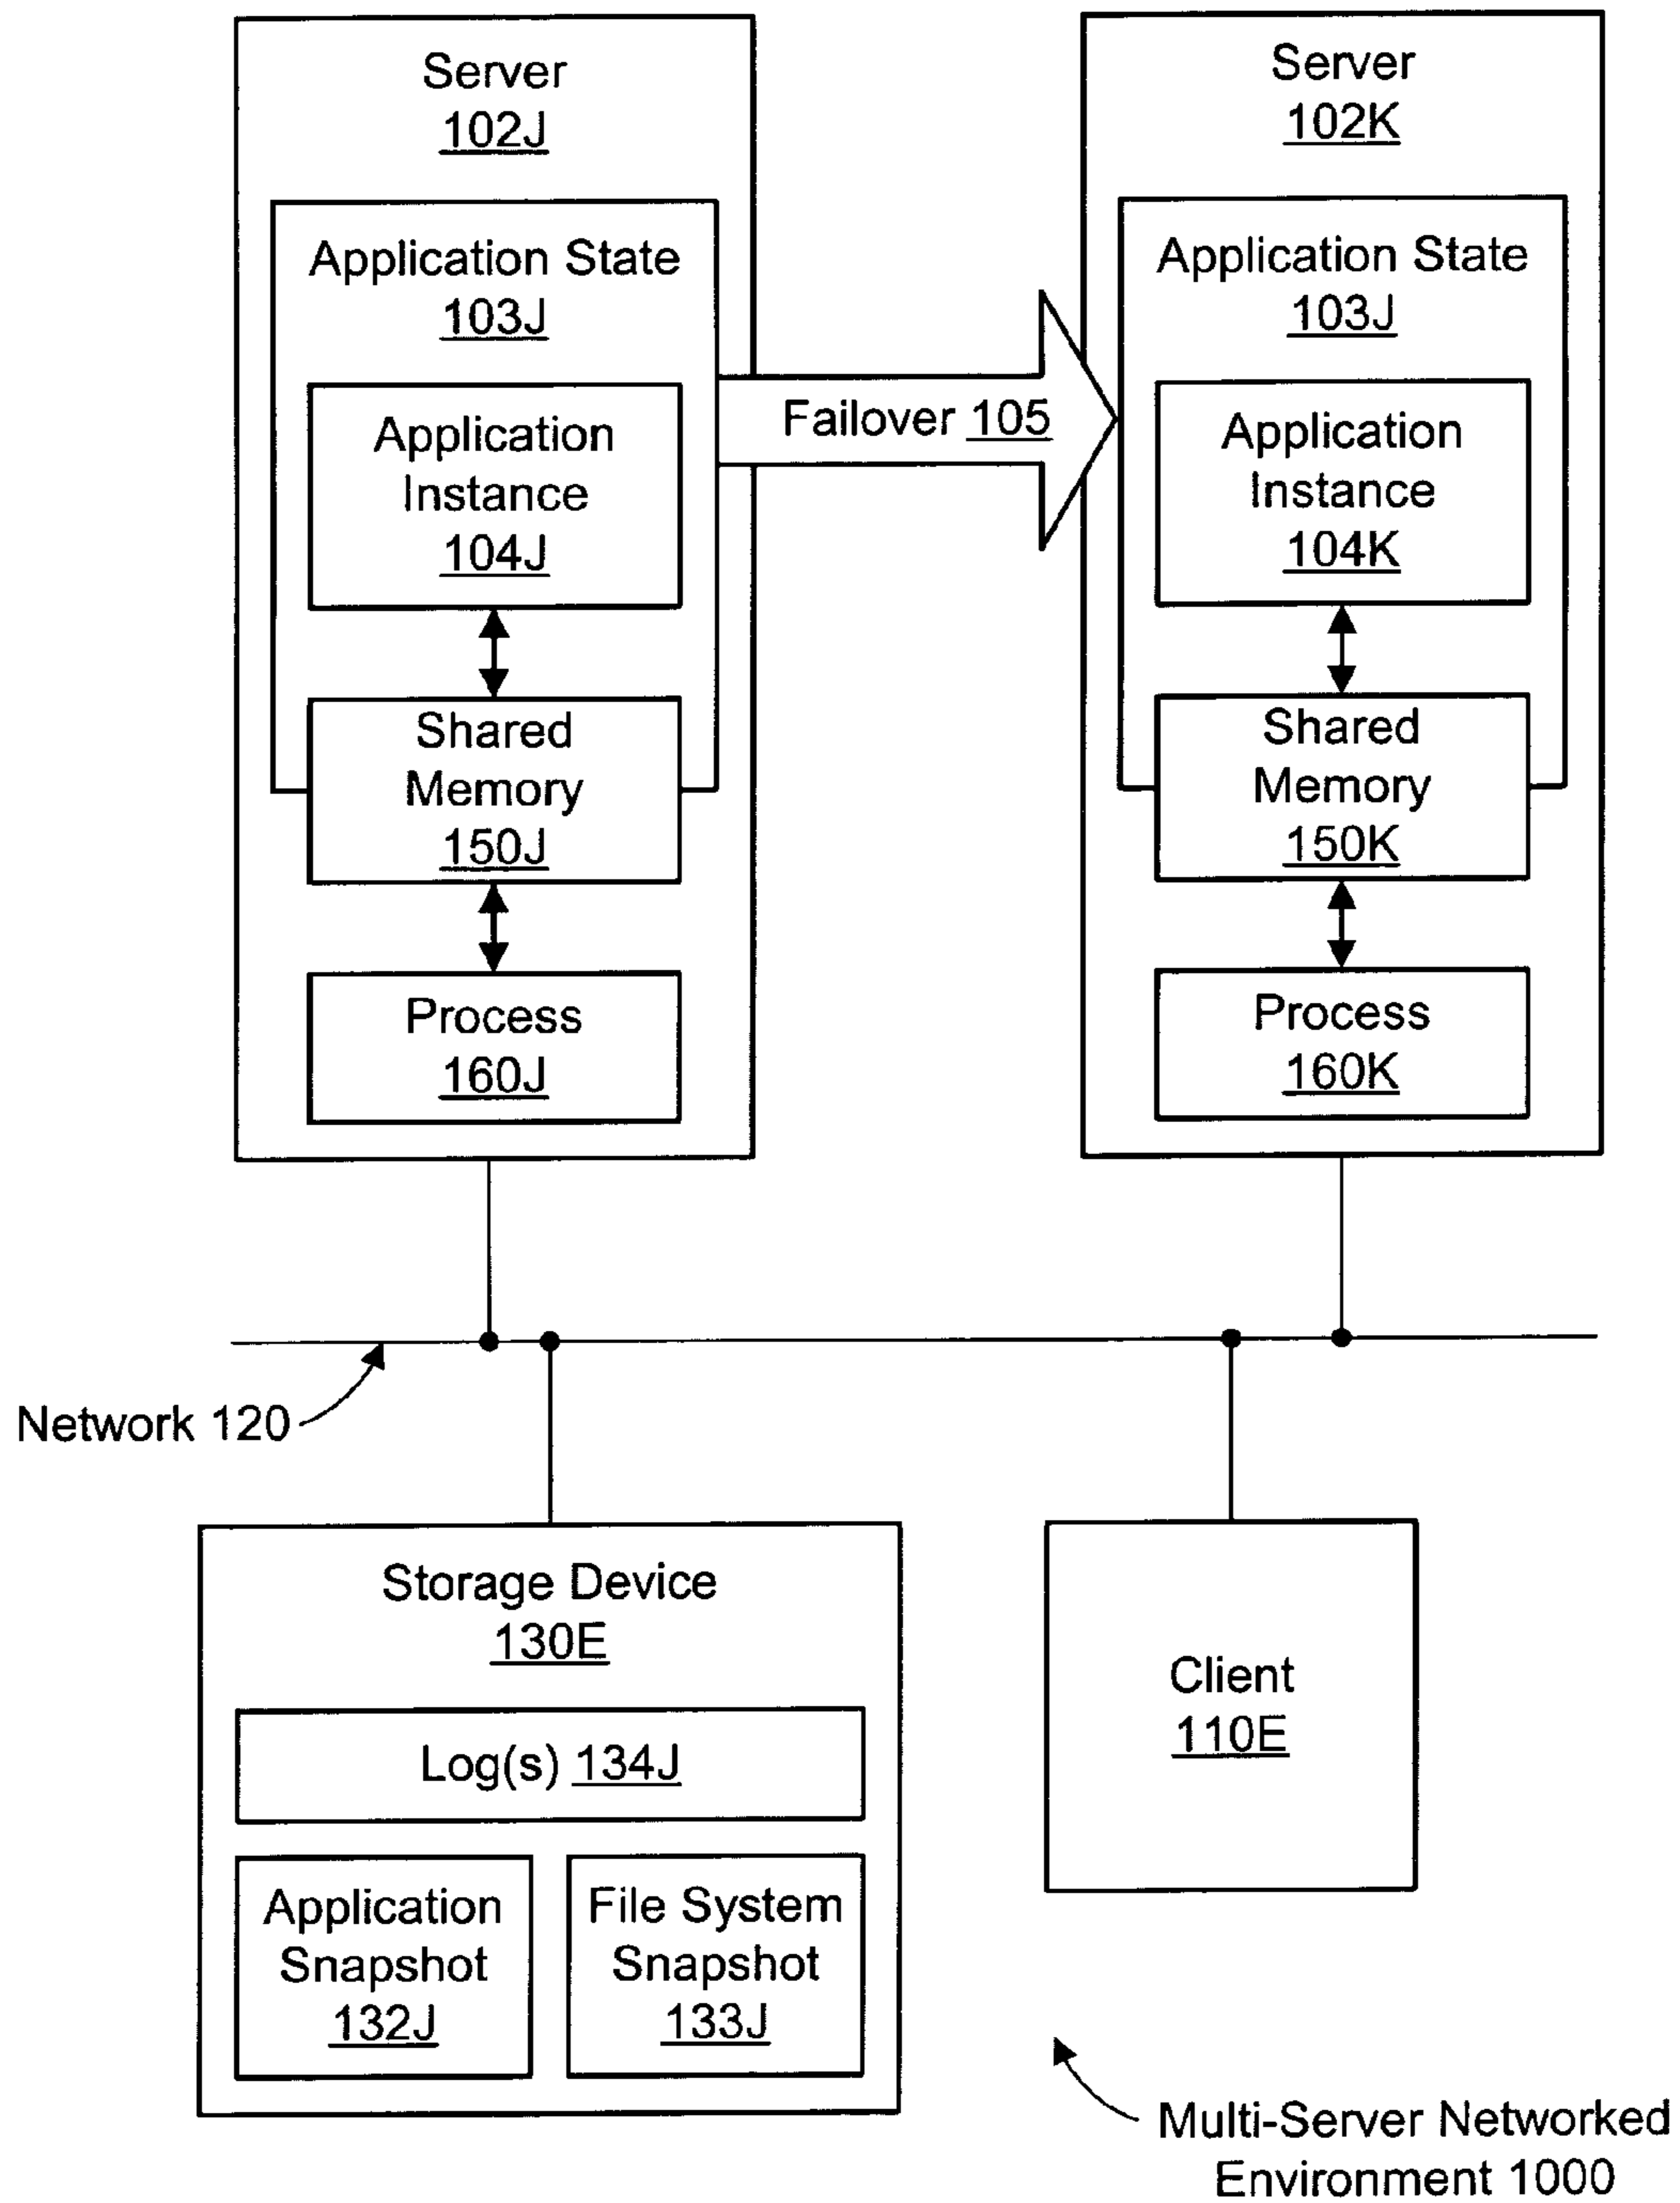 Server
102J
Application State
103J
Application
Instance
104J
Shared
Memory
150J
Process
160J
Failover 105
Server
102K
Application State
103J
Application
Instance
104K
Shared
Memory
150K
Process
160K
Network 120
Storage Device
130E
Log(s) 134J
Application
Snapshot
132J
File System
Snapshot
133J
Client
110E
Multi-Server Networked
Environment 1000